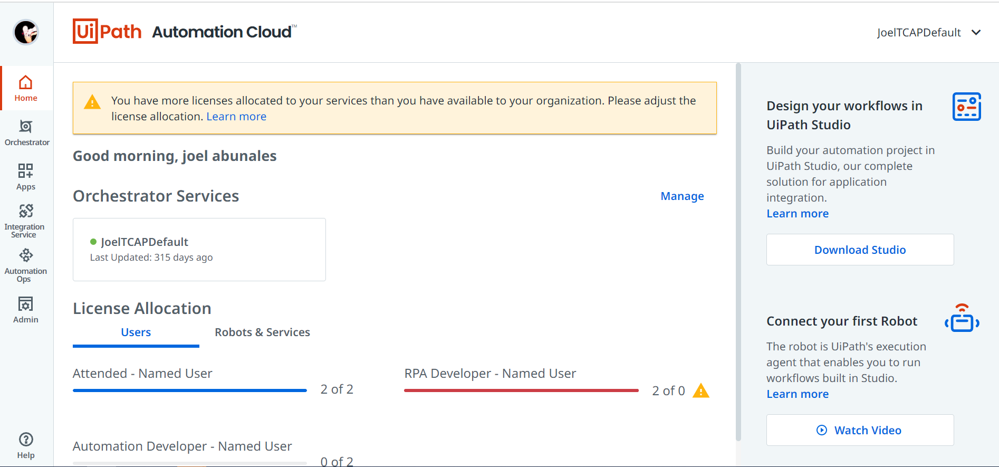 UiPath Automation Cloud™
JoelTCAPDefault
Home
Orchestrator
Apps
Integration
Service
Automation
Ops
Admin
Help
You have more licenses allocated to your services than you have available to your organization. Please adjust the
license allocation. Learn more
Good morning, joel abunales
Orchestrator Services
Manage
JoelTCAPDefault
Last Updated: 315 days ago
License Allocation
Users
Robots & Services
Attended - Named User
2 of 2
RPA Developer - Named User
2 of 0
Automation Developer - Named User
0 of 2
Design your workflows in
UiPath Studio
Build your automation project in
UiPath Studio, our complete
solution for application
integration.
Learn more
Download Studio
Connect your first Robot
The robot is UiPath's execution
agent that enables you to run
workflows built in Studio.
Learn more
Watch Video